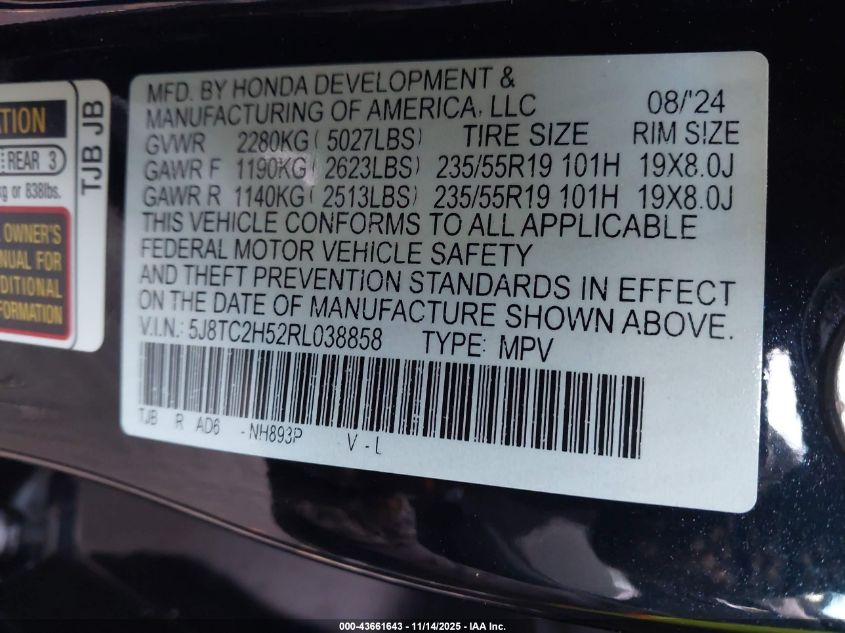 MFD. BY HONDA DEVELOPMENT &
MANUFACTURING OF AMERICA, LLC 08/'24
GVWR 2280KG ( 5027LBS) TIRE SIZE RIM SIZE
GAWR F 1190KG ( 2623LBS) 235/55R19 101H 19X8.0J
GAWR R 1140KG ( 2513LBS) 235/55R19 101H 19X8.0J
THIS VEHICLE CONFORMS TO ALL APPLICABLE
FEDERAL MOTOR VEHICLE SAFETY
AND THEFT PREVENTION STANDARDS IN EFFECT
ON THE DATE OF MANUFACTURE SHOWN ABOVE.
V.I.N.: 5J8TC2H52RL038858 TYPE: MPV
TJB R AD6 -NH893P V - L
TJB JB
REAR 3
kg or 838lbs.
OWNER'S
FOR
000-43661643 - 11/14/2025 - IAA Inc.